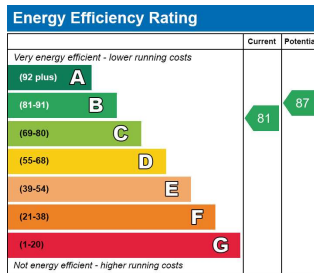 Energy Efficiency Rating
Current Potential
Very energy efficient - lower running costs
(92 plus) A
(81-91) B
(69-80) C
(55-68) D
(39-54) E
(21-38) F
(1-20) G
81
87
Not energy efficient - higher running costs